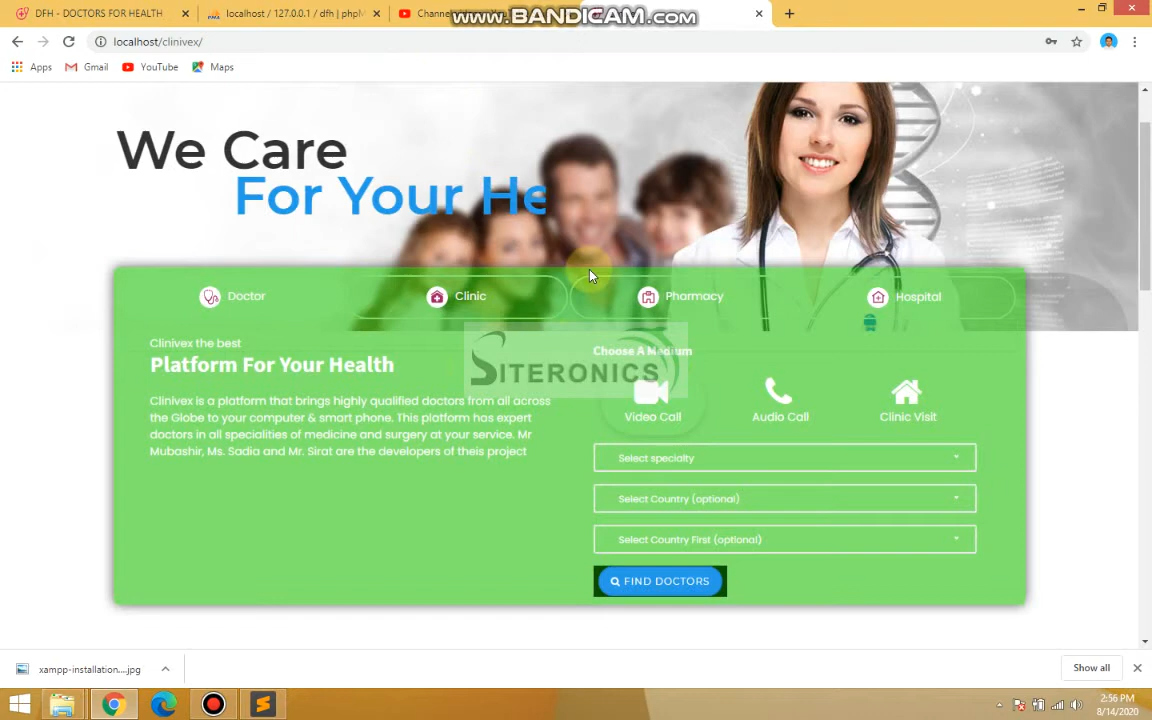 DFH - DOCTORS FOR HEALTH
localhost / 127.0.0.1 / dfh | phpM
Chann
WWW.BANDICAM.COM
localhost/clinivex/
Apps
Gmail
YouTube
Maps
We Care
For Your He
Doctor
Clinic
Pharmacy
Hospital
Clinivex the best
Platform For Your Health
Clinivex is a platform that brings highly qualified doctors from all across
the Globe to your computer & smart phone. This platform has expert
doctors in all specialities of medicine and surgery at your service. Mr
Mubashir, Ms. Sadia and Mr. Sirat are the developers of theis project
SITERONICS
Choose A Medium
Video Call
Audio Call
Clinic Visit
Select specialty
Select Country (optional)
Select Country First (optional)
FIND DOCTORS
xampp-installation....jpg
Show all
2:56 PM
8/14/2020